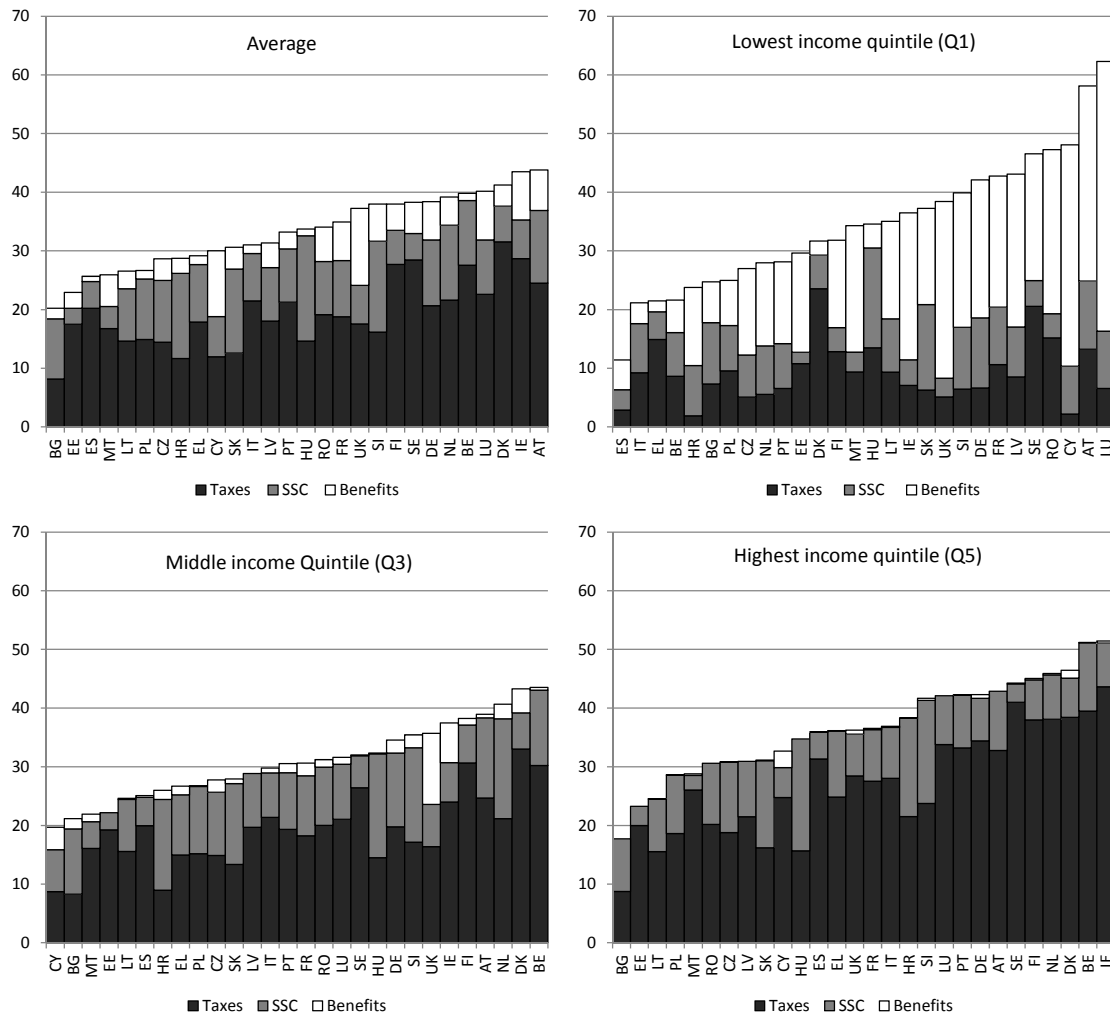 Average
70
60
50
40
30
20
10
0
BG EE ES MT LT PL CZ HR EL CY SK IT LV PT HU RO FR UK SI FI SE DE NL BE LU DK IE AT
Taxes SSC Benefits
Lowest income quintile (Q1)
70
60
50
40
30
20
10
0
ES IT EL BE HR BG PL CZ NL PT EE DK FI MT HU LT IE SK UK SI DE FR LV SE RO CY AT LU
Taxes SSC Benefits
Middle income Quintile (Q3)
70
60
50
40
30
20
10
0
CY BG MT EE LT ES HR EL PL CZ SK LV IT PT FR RO LU SE HU DE SI UK IE FI AT NL DK BE
Taxes SSC Benefits
Highest income quintile (Q5)
70
60
50
40
30
20
10
0
BG EE LT PL MT RO CZ LV SK CY HU ES EL UK FR IT HR SI LU PT DE AT SE FI NL DK BE IE
Taxes SSC Benefits